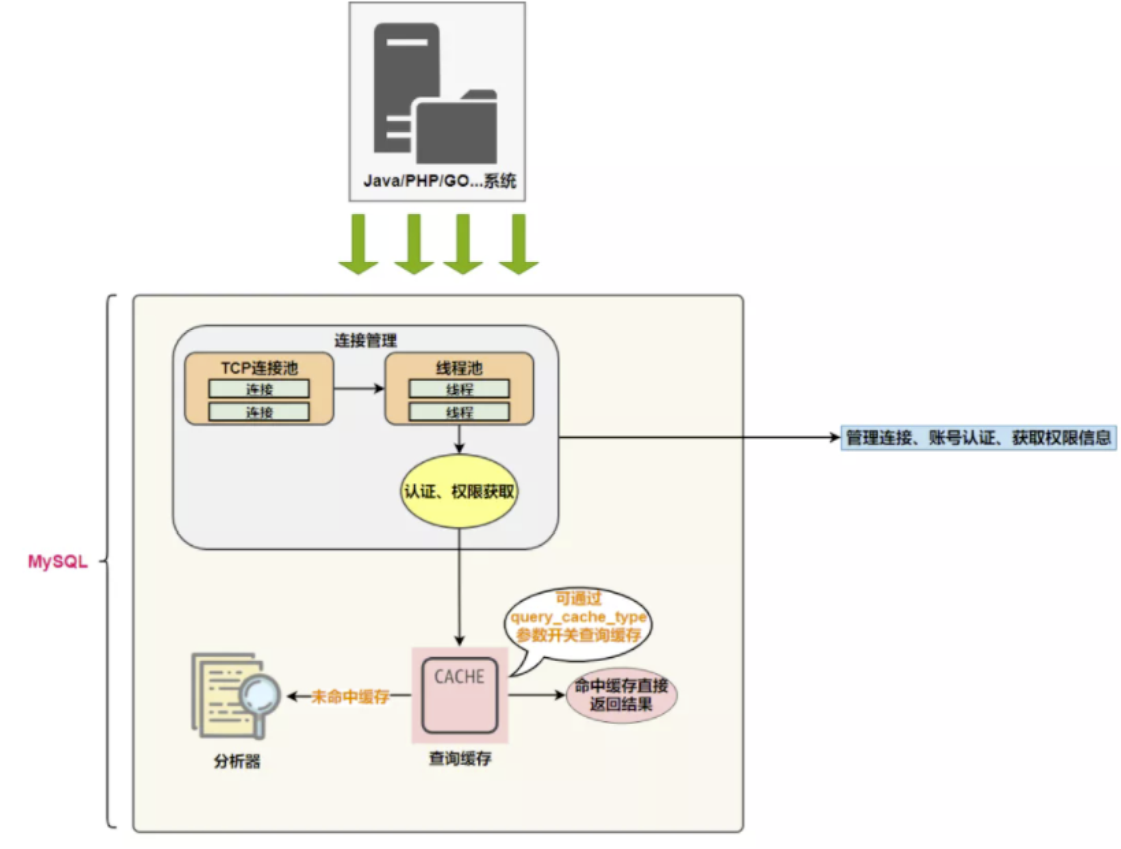 Java/PHP/GO...系统
连接管理
TCP连接池
连接
连接
线程池
线程
线程
认证、权限获取
管理连接、账号认证、获取权限信息
MySQL
可通过
query_cache_type
参数开关查询缓存
CACHE
查询缓存
命中缓存直接
返回结果
未命中缓存
分析器